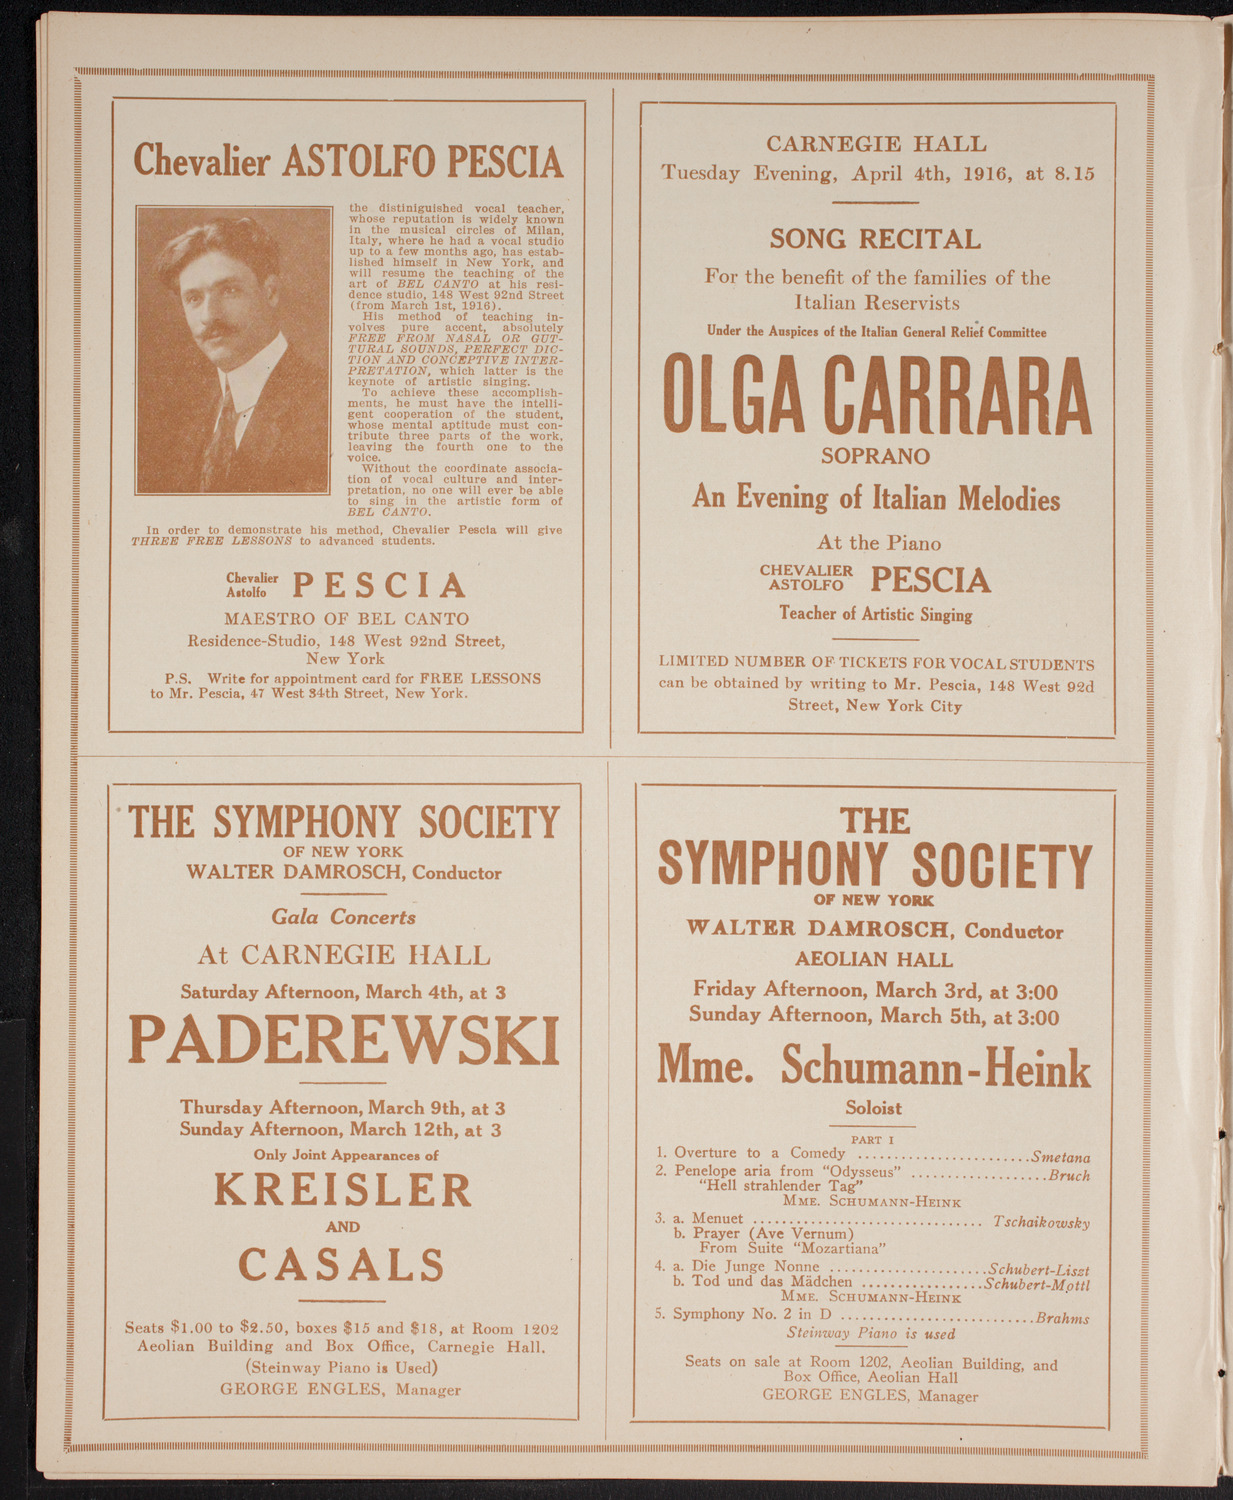 Chevalier ASTOLFO PESCIA
the distiniguished vocal teacher,
whose reputation is widely known
in the musical circles of Milan,
Italy, where he had a vocal studio
up to a few months ago, has estab-
lished himself in New York, and
will resume the teaching of the
art of BEL CANTO at his resi-
dence studio, 148 West 92nd Street
(from March 1st, 1916).
His method of teaching in-
volves pure accent, absolutely
FREE FROM NASAL OR GUT-
TURAL SOUNDS, PERFECT DIC-
TION AND CONCEPTIVE INTER-
PRETATION, which latter is the
keynote of artistic singing.
To achieve these accomplish-
ments, he must have the intelli-
gent cooperation of the student,
whose mental aptitude must con-
tribute three parts of the work,
leaving the fourth one to the
voice.
Without the coordinate associa-
tion of vocal culture and inter-
pretation, no one will ever be able
to sing in the artistic form of
BEL CANTO.
In order to demonstrate his method, Chevalier Pescia will give
THREE FREE LESSONS to advanced students.
Chevalier Astolfo PESCIA
MAESTRO OF BEL CANTO
Residence-Studio, 148 West 92nd Street,
New York
P.S. Write for appointment card for FREE LESSONS
to Mr. Pescia, 47 West 34th Street, New York.
CARNEGIE HALL
Tuesday Evening, April 4th, 1916, at 8.15
SONG RECITAL
For the benefit of the families of the
Italian Reservists
Under the Auspices of the Italian General Relief Committee
OLGA CARRARA
SOPRANO
An Evening of Italian Melodies
At the Piano
CHEVALIER ASTOLFO PESCIA
Teacher of Artistic Singing
LIMITED NUMBER OF TICKETS FOR VOCAL STUDENTS
can be obtained by writing to Mr. Pescia, 148 West 92d
Street, New York City
THE SYMPHONY SOCIETY
OF NEW YORK
WALTER DAMROSCH, Conductor
Gala Concerts
At CARNEGIE HALL
Saturday Afternoon, March 4th, at 3
PADEREWSKI
Thursday Afternoon, March 9th, at 3
Sunday Afternoon, March 12th, at 3
Only Joint Appearances of
KREISLER
AND
CASALS
Seats $1.00 to $2.50, boxes $15 and $18, at Room 1202
Aeolian Building and Box Office, Carnegie Hall.
(Steinway Piano is Used)
GEORGE ENGLES, Manager
THE
SYMPHONY SOCIETY
OF NEW YORK
WALTER DAMROSCH, Conductor
AEOLIAN HALL
Friday Afternoon, March 3rd, at 3:00
Sunday Afternoon, March 5th, at 3:00
Mme. Schumann-Heink
Soloist
PART I
1. Overture to a Comedy ........................Smetana
2. Penelope aria from "Odysseus" ...................Bruch
"Hell strahlender Tag"
MME. SCHUMANN-HEINK
3. a. Menuet .............................. Tschaikowsky
b. Prayer (Ave Vernum)
From Suite "Mozartiana"
4. a. Die Junge Nonne ......................Schubert-Liszt
b. Tod und das Mädchen .................Schubert-Mottl
MME. SCHUMANN-HEINK
5. Symphony No. 2 in D ...........................Brahms
Steinway Piano is used
Seats on sale at Room 1202, Aeolian Building, and
Box Office, Aeolian Hall
GEORGE ENGLES, Manager